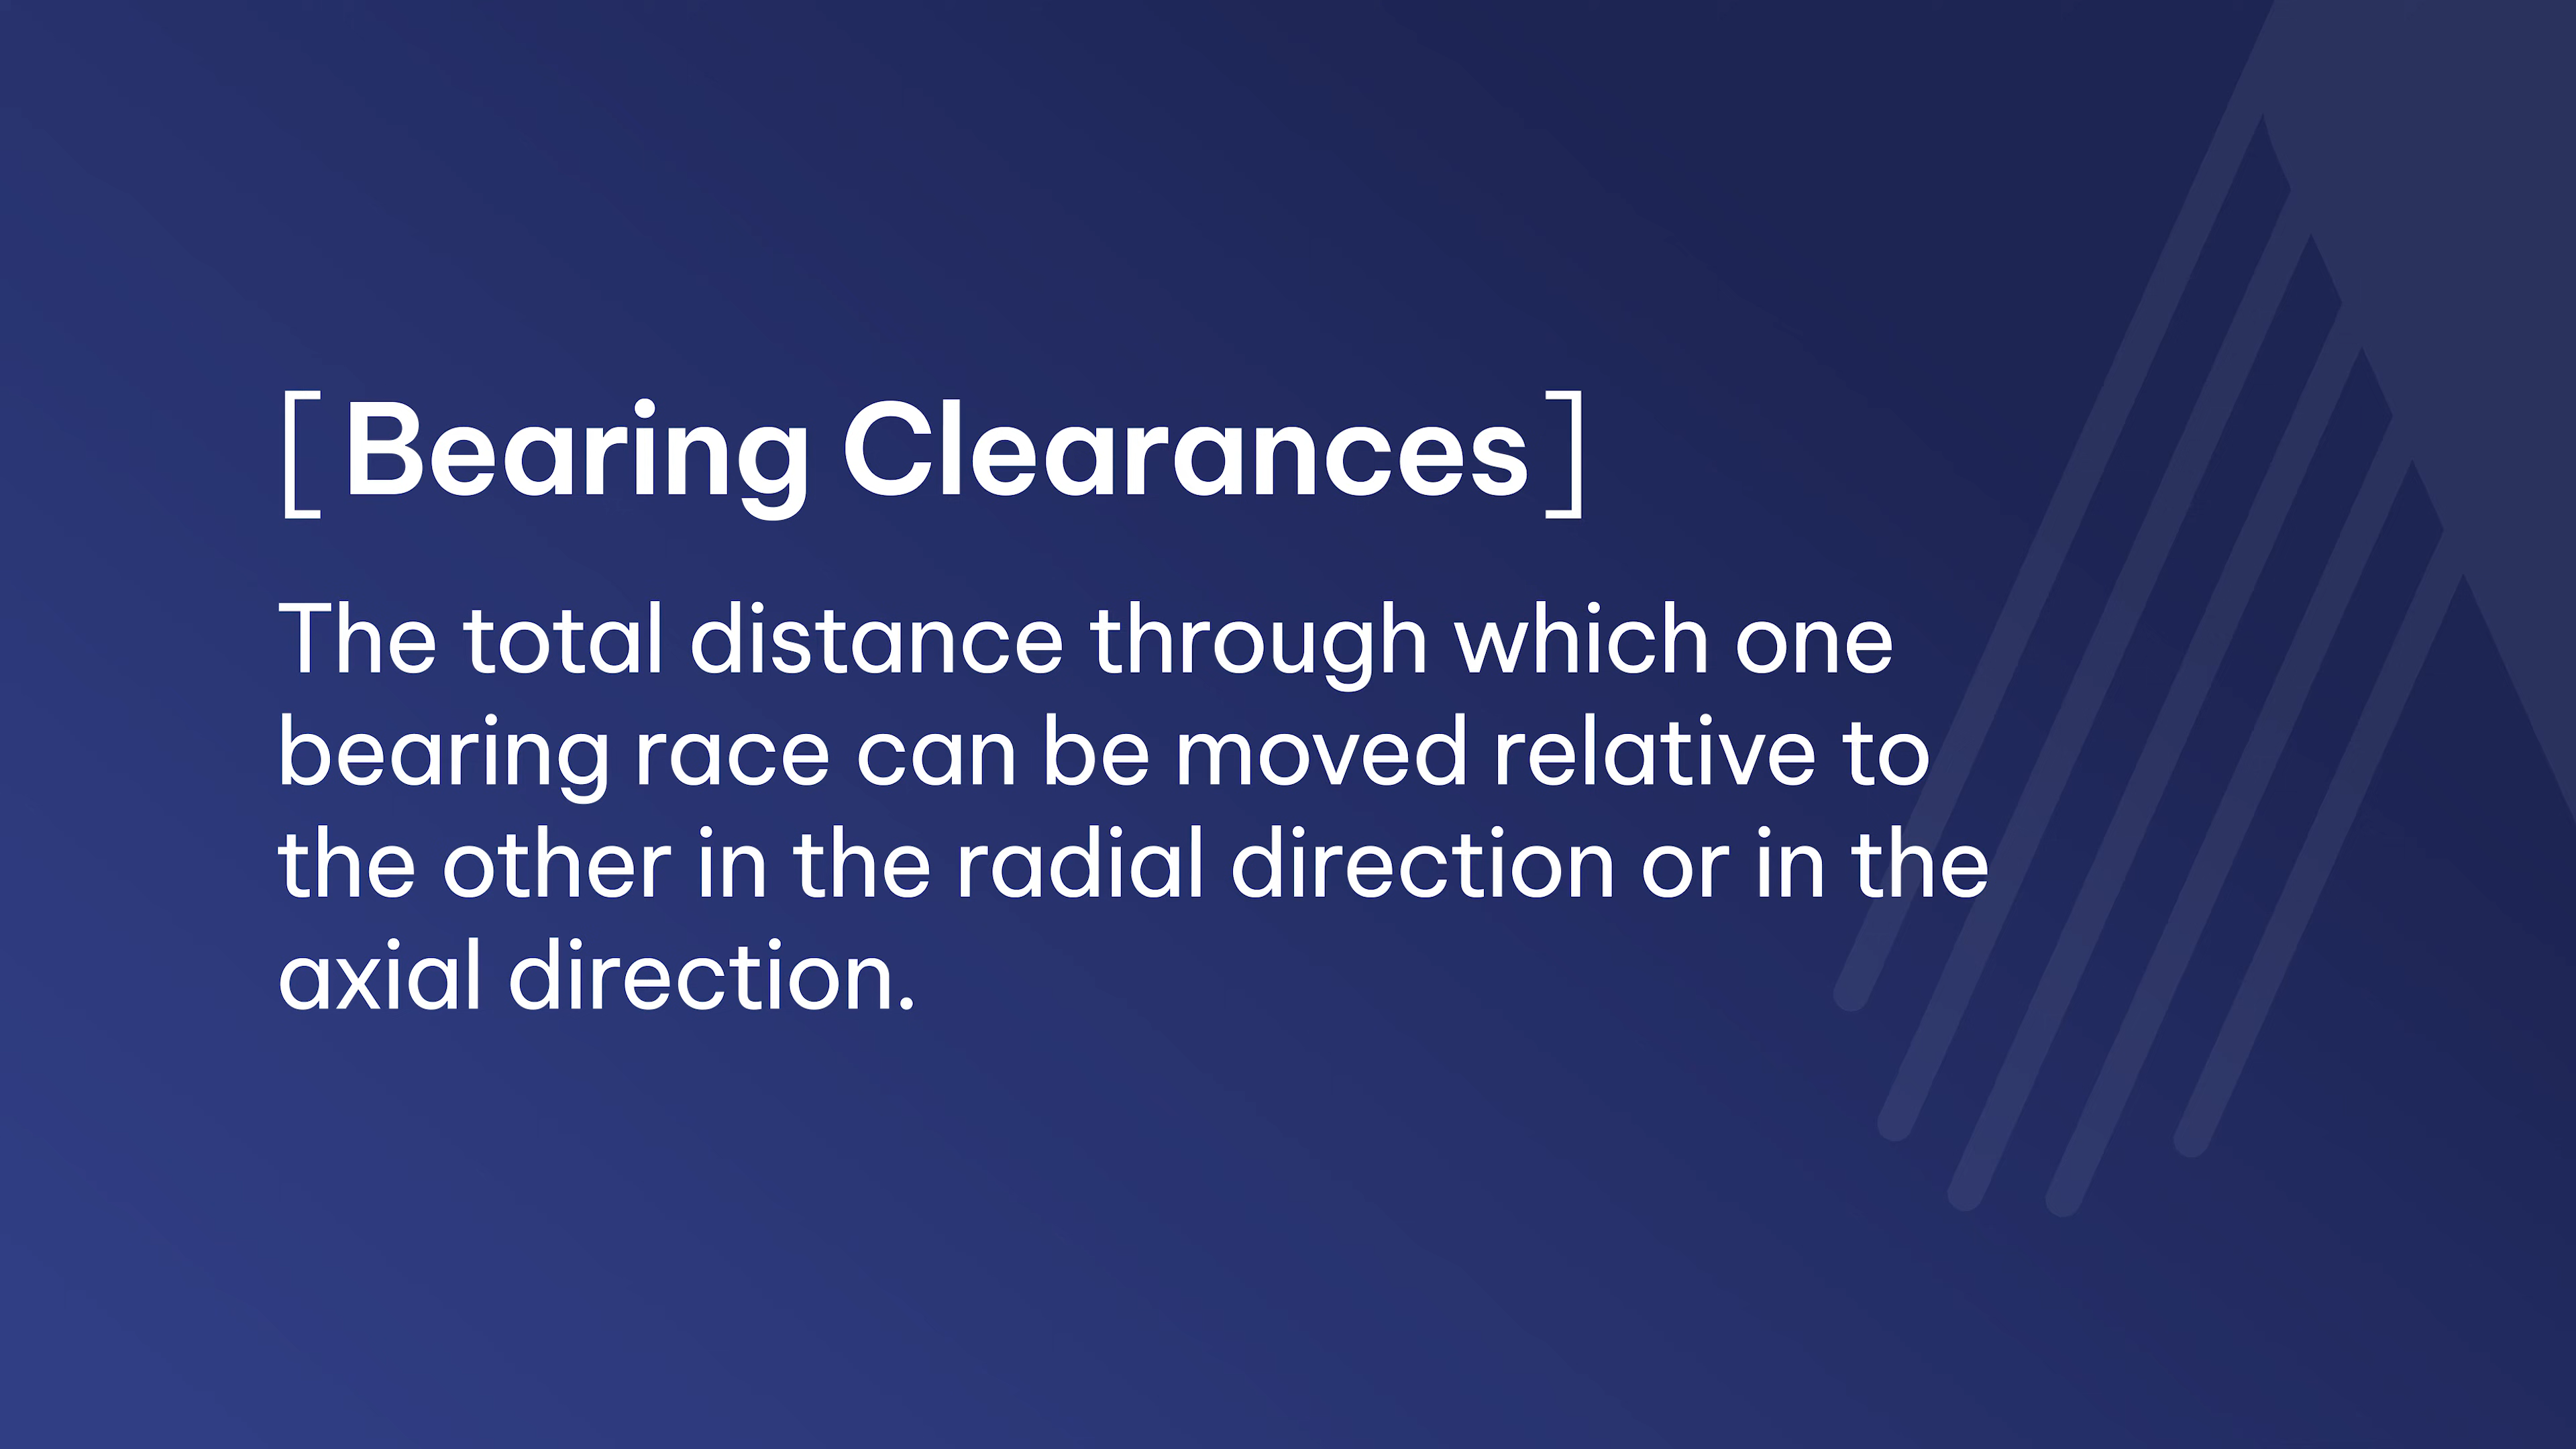 [Bearing Clearances]
The total distance through which one
bearing race can be moved relative to
the other in the radial direction or in the
axial direction.